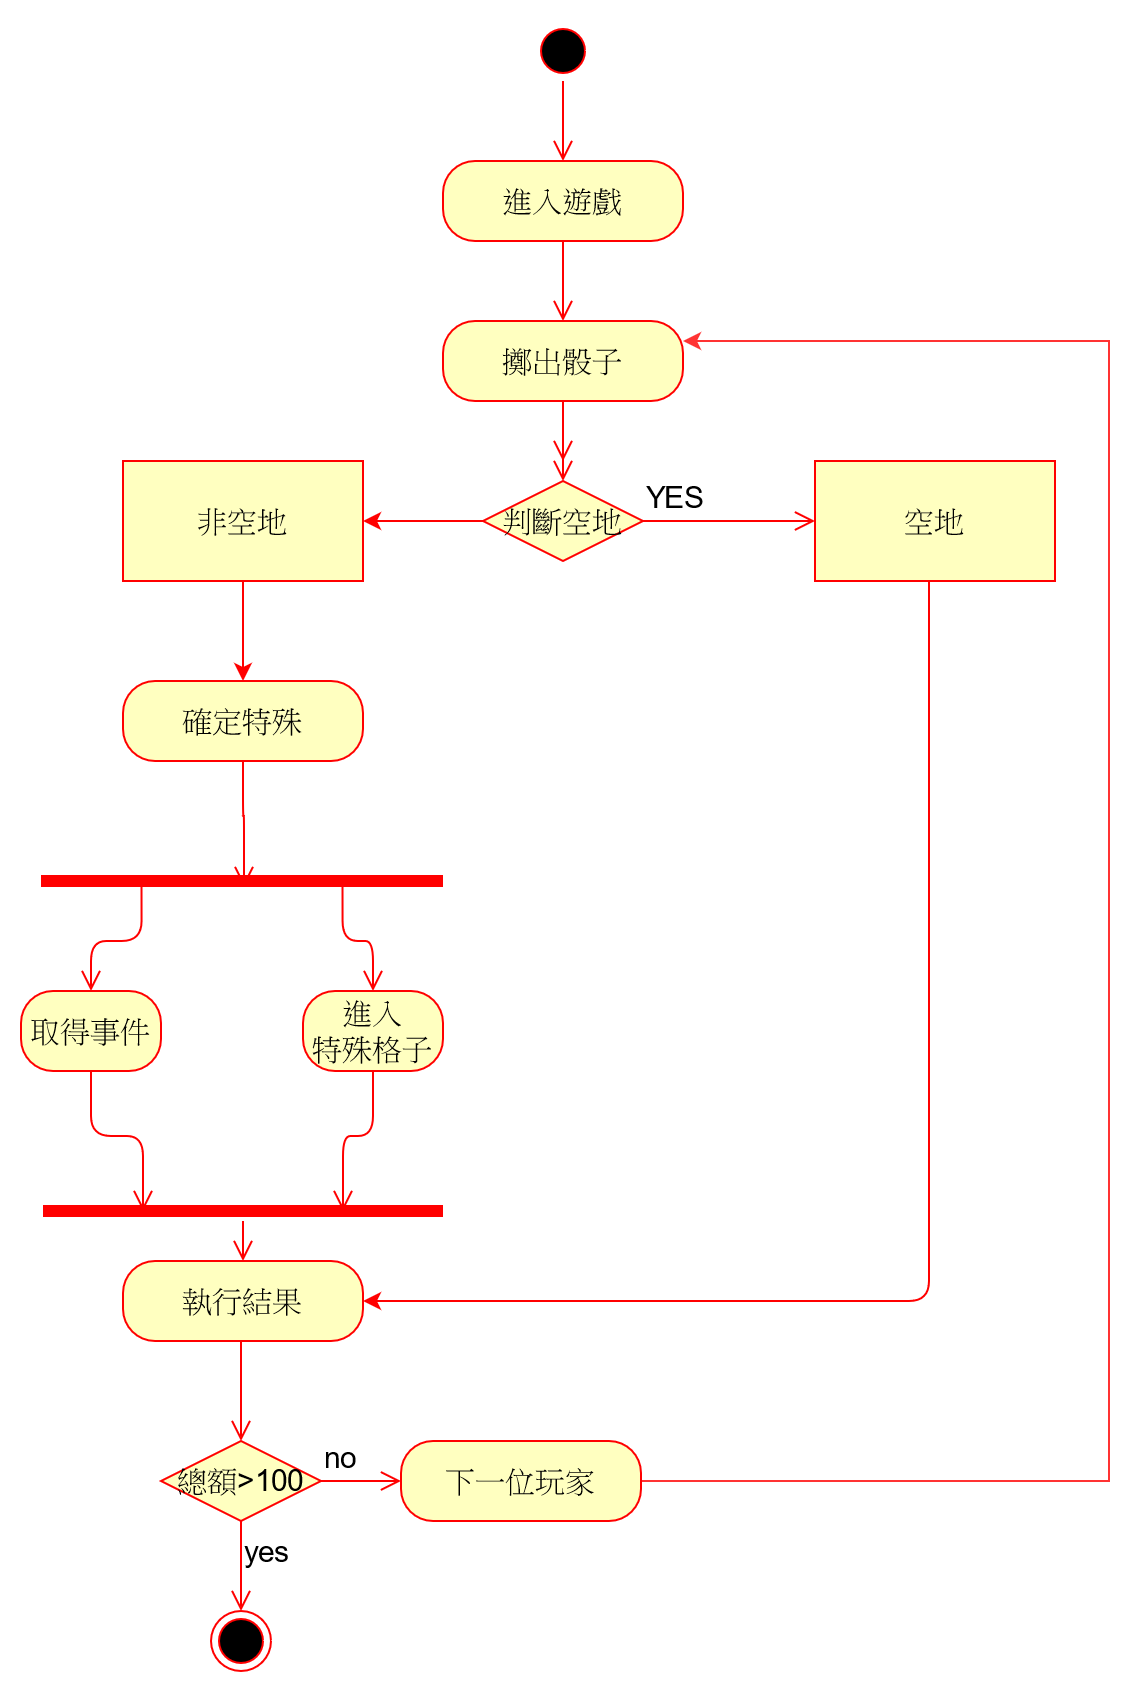 進入遊戲
擲出骰子
非空地
判斷空地
YES
空地
確定特殊
取得事件
進入
特殊格子
執行結果
總額>100
no
下一位玩家
yes